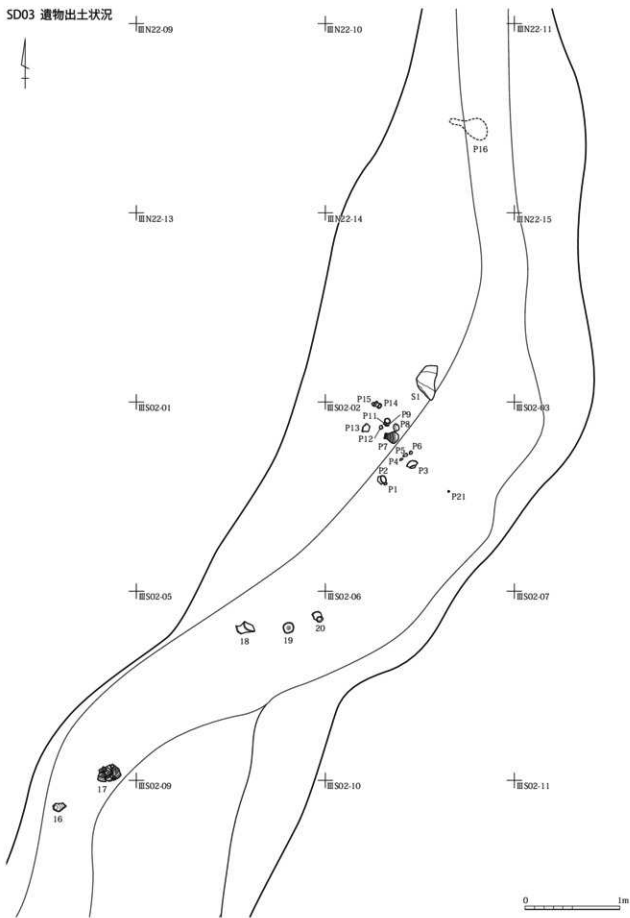 SD03 遺物出土状況
ⅢN22-09
ⅢN22-10
ⅢN22-11
P16
ⅢN22-13
ⅢN22-14
ⅢN22-15
S1
ⅢS02-01
ⅢS02-02
ⅢS02-03
P15
P14
P11
P9
P13
P8
P12
P7
P6
P5
P4
P3
P2
P1
P21
ⅢS02-05
ⅢS02-06
ⅢS02-07
18
19
20
17
ⅢS02-09
ⅢS02-10
ⅢS02-11
16
0
1m